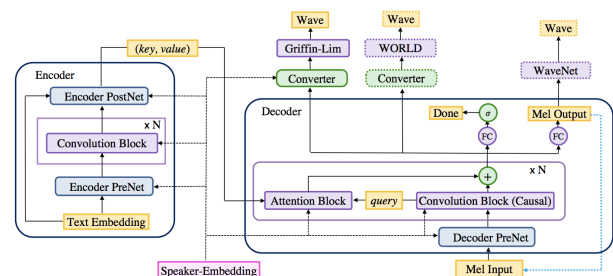 Wave
Wave
Wave
(key, value)
Griffin-Lim
WORLD
Encoder
Converter
Converter
WaveNet
Encoder PostNet
Decoder
Done
σ
Mel Output
x N
FC
FC
Convolution Block
x N
+
Encoder PreNet
Attention Block
query
Convolution Block (Causal)
Text Embedding
Decoder PreNet
Speaker-Embedding
Mel Input